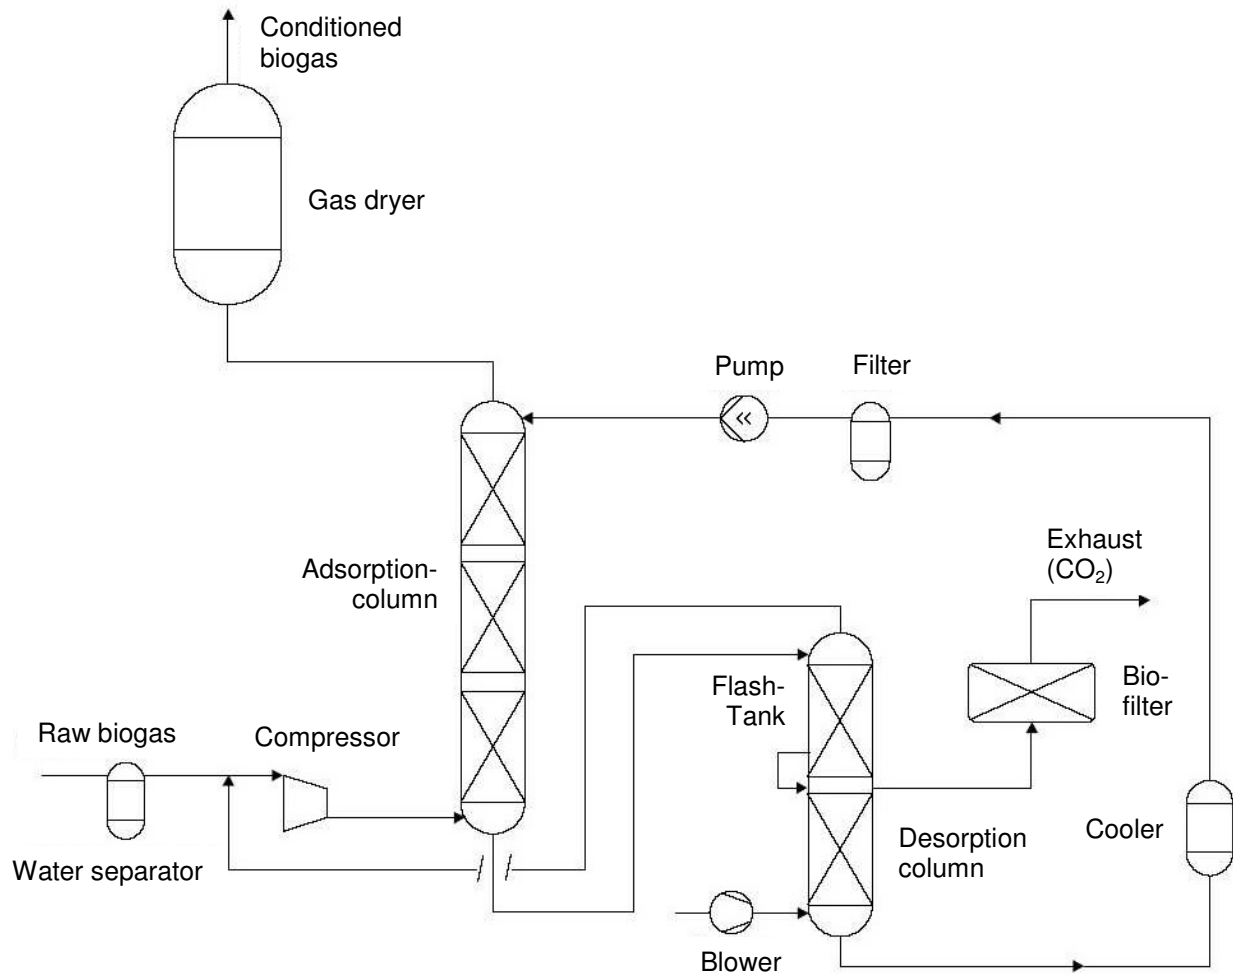 Conditioned
biogas
Gas dryer
Pump
Filter
Exhaust
(CO₂)
Adsorption-
column
Flash-
Tank
Bio-
filter
Raw biogas
Compressor
Cooler
Desorption
column
Water separator
Blower